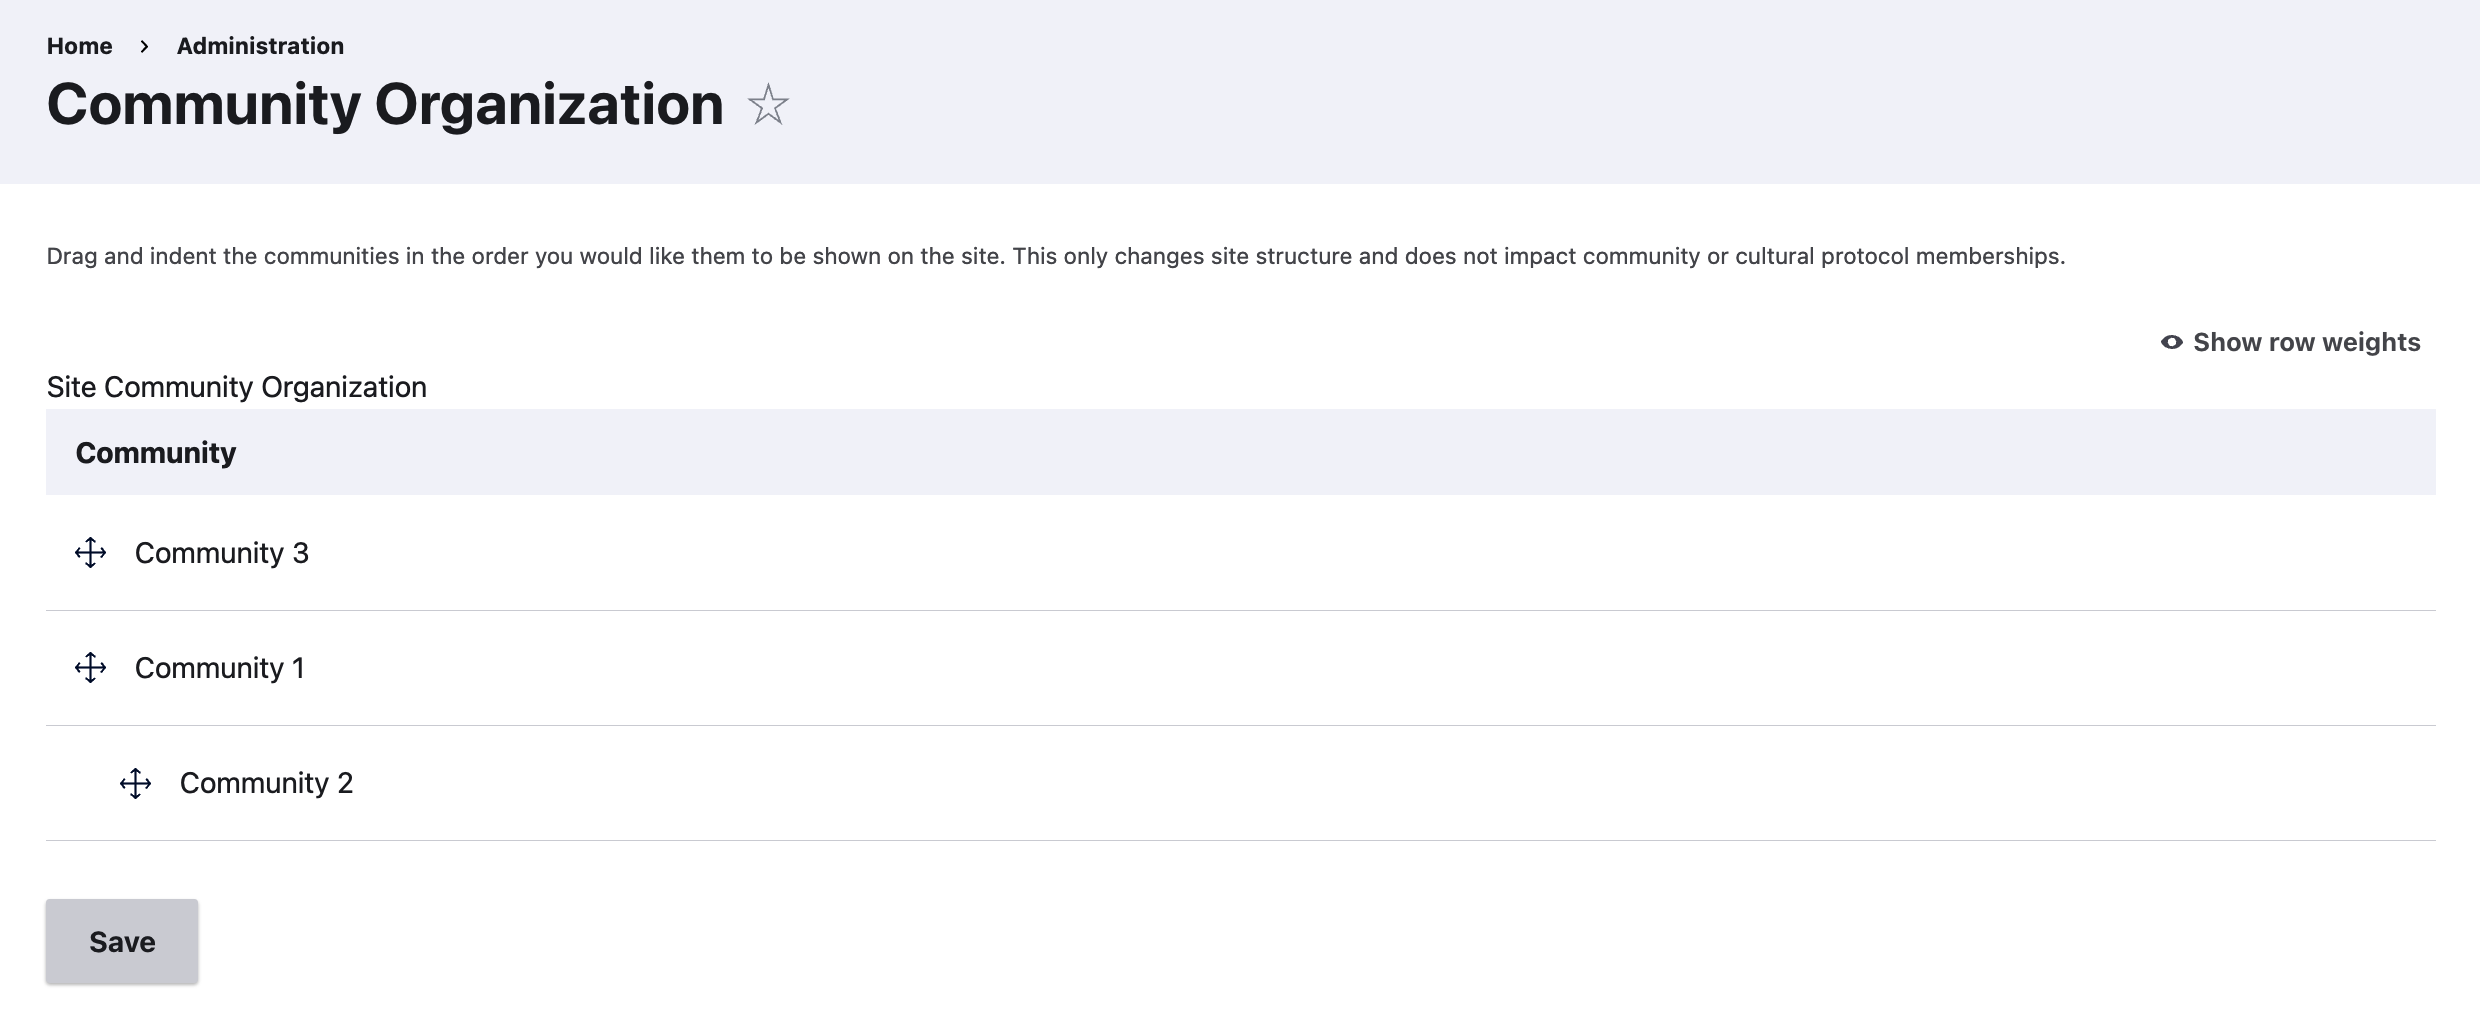 Home > Administration
Community Organization
Drag and indent the communities in the order you would like them to be shown on the site. This only changes site structure and does not impact community or cultural protocol memberships.
Show row weights
Site Community Organization
Community
Community 3
Community 1
Community 2
Save